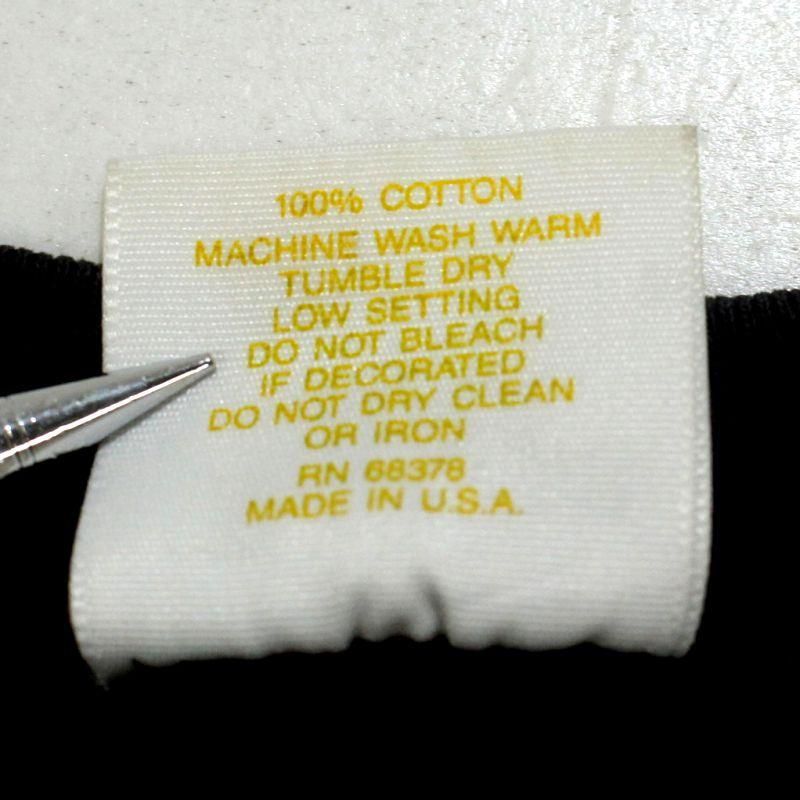 100% COTTON
MACHINE WASH WARM
TUMBLE DRY
LOW SETTING
DO NOT BLEACH
IF DECORATED
DO NOT DRY CLEAN
OR IRON
RN 68378
MADE IN U.S.A.